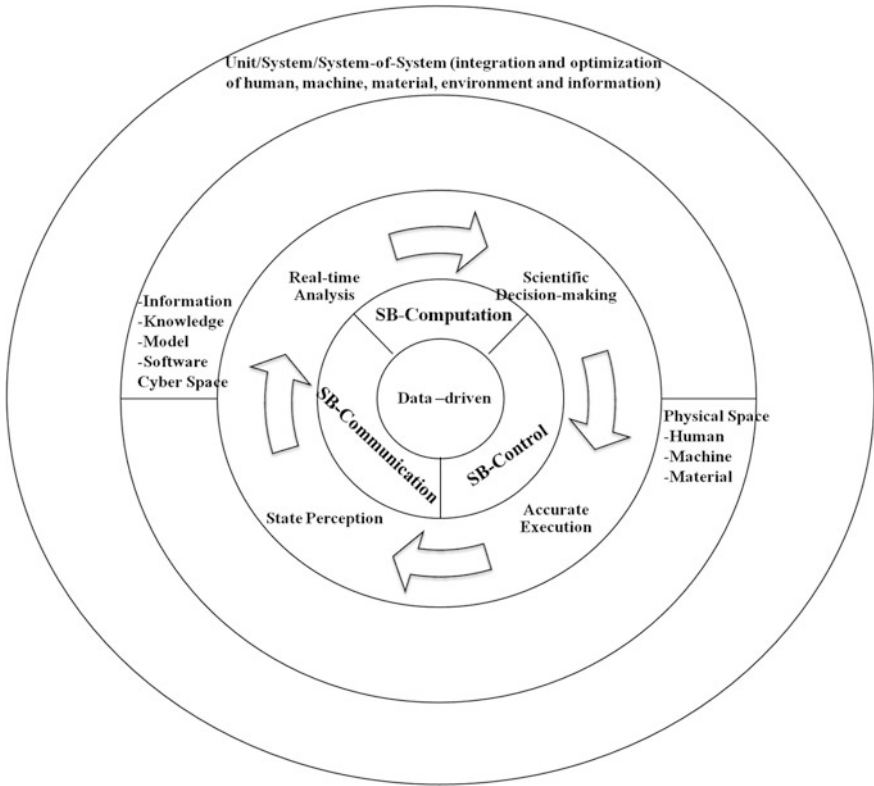 Unit/System/System-of-System (integration and optimization
of human, machine, material, environment and information)
Real-time
Analysis
Scientific
Decision-making
-Information
-Knowledge
-Model
-Software
Cyber Space
SB-Computation
Data –driven
SB-Communication
SB-Control
Physical Space
-Human
-Machine
-Material
State Perception
Accurate
Execution